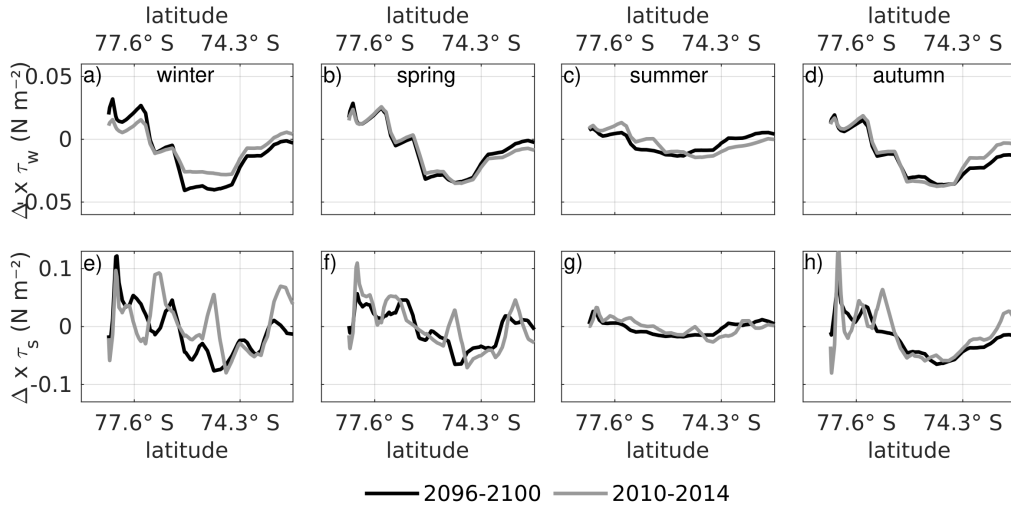 latitude latitude latitude latitude
77.6° S 74.3° S 77.6° S 74.3° S 77.6° S 74.3° S 77.6° S 74.3° S
a) winter b) spring c) summer d) autumn
0.05
0
-0.05
Δ x τw (N m⁻²)
e) f) g) h)
0.1
0
-0.1
Δ x τs (N m⁻²)
77.6° S 74.3° S 77.6° S 74.3° S 77.6° S 74.3° S 77.6° S 74.3° S
latitude latitude latitude latitude
2096-2100 2010-2014